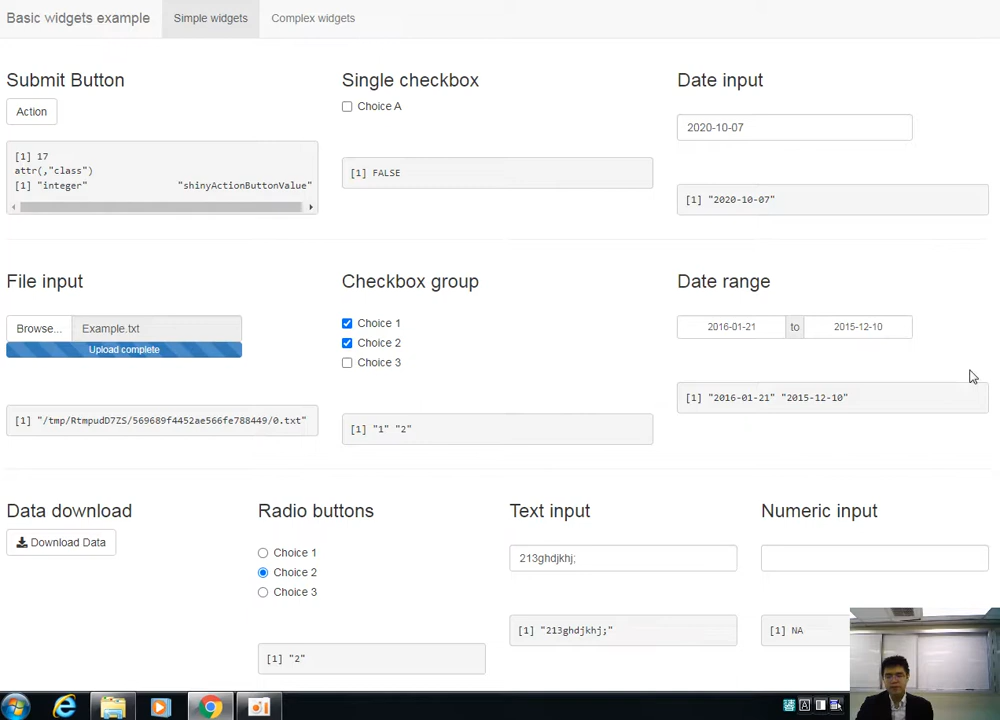 Basic widgets example
Simple widgets
Complex widgets
Submit Button
Action
[1] 17
attr(,"class")
[1] "integer" "shinyActionButtonValue"
Single checkbox
Choice A
[1] FALSE
Date input
2020-10-07
[1] "2020-10-07"
File input
Browse... Example.txt
Upload complete
[1] "/tmp/RtmpudD7ZS/569689f4452ae566fe788449/0.txt"
Checkbox group
Choice 1
Choice 2
Choice 3
[1] "1" "2"
Date range
2016-01-21 to 2015-12-10
[1] "2016-01-21" "2015-12-10"
Data download
Download Data
Radio buttons
Choice 1
Choice 2
Choice 3
[1] "2"
Text input
213ghdjkhj;
[1] "213ghdjkhj;"
Numeric input
[1] NA
A